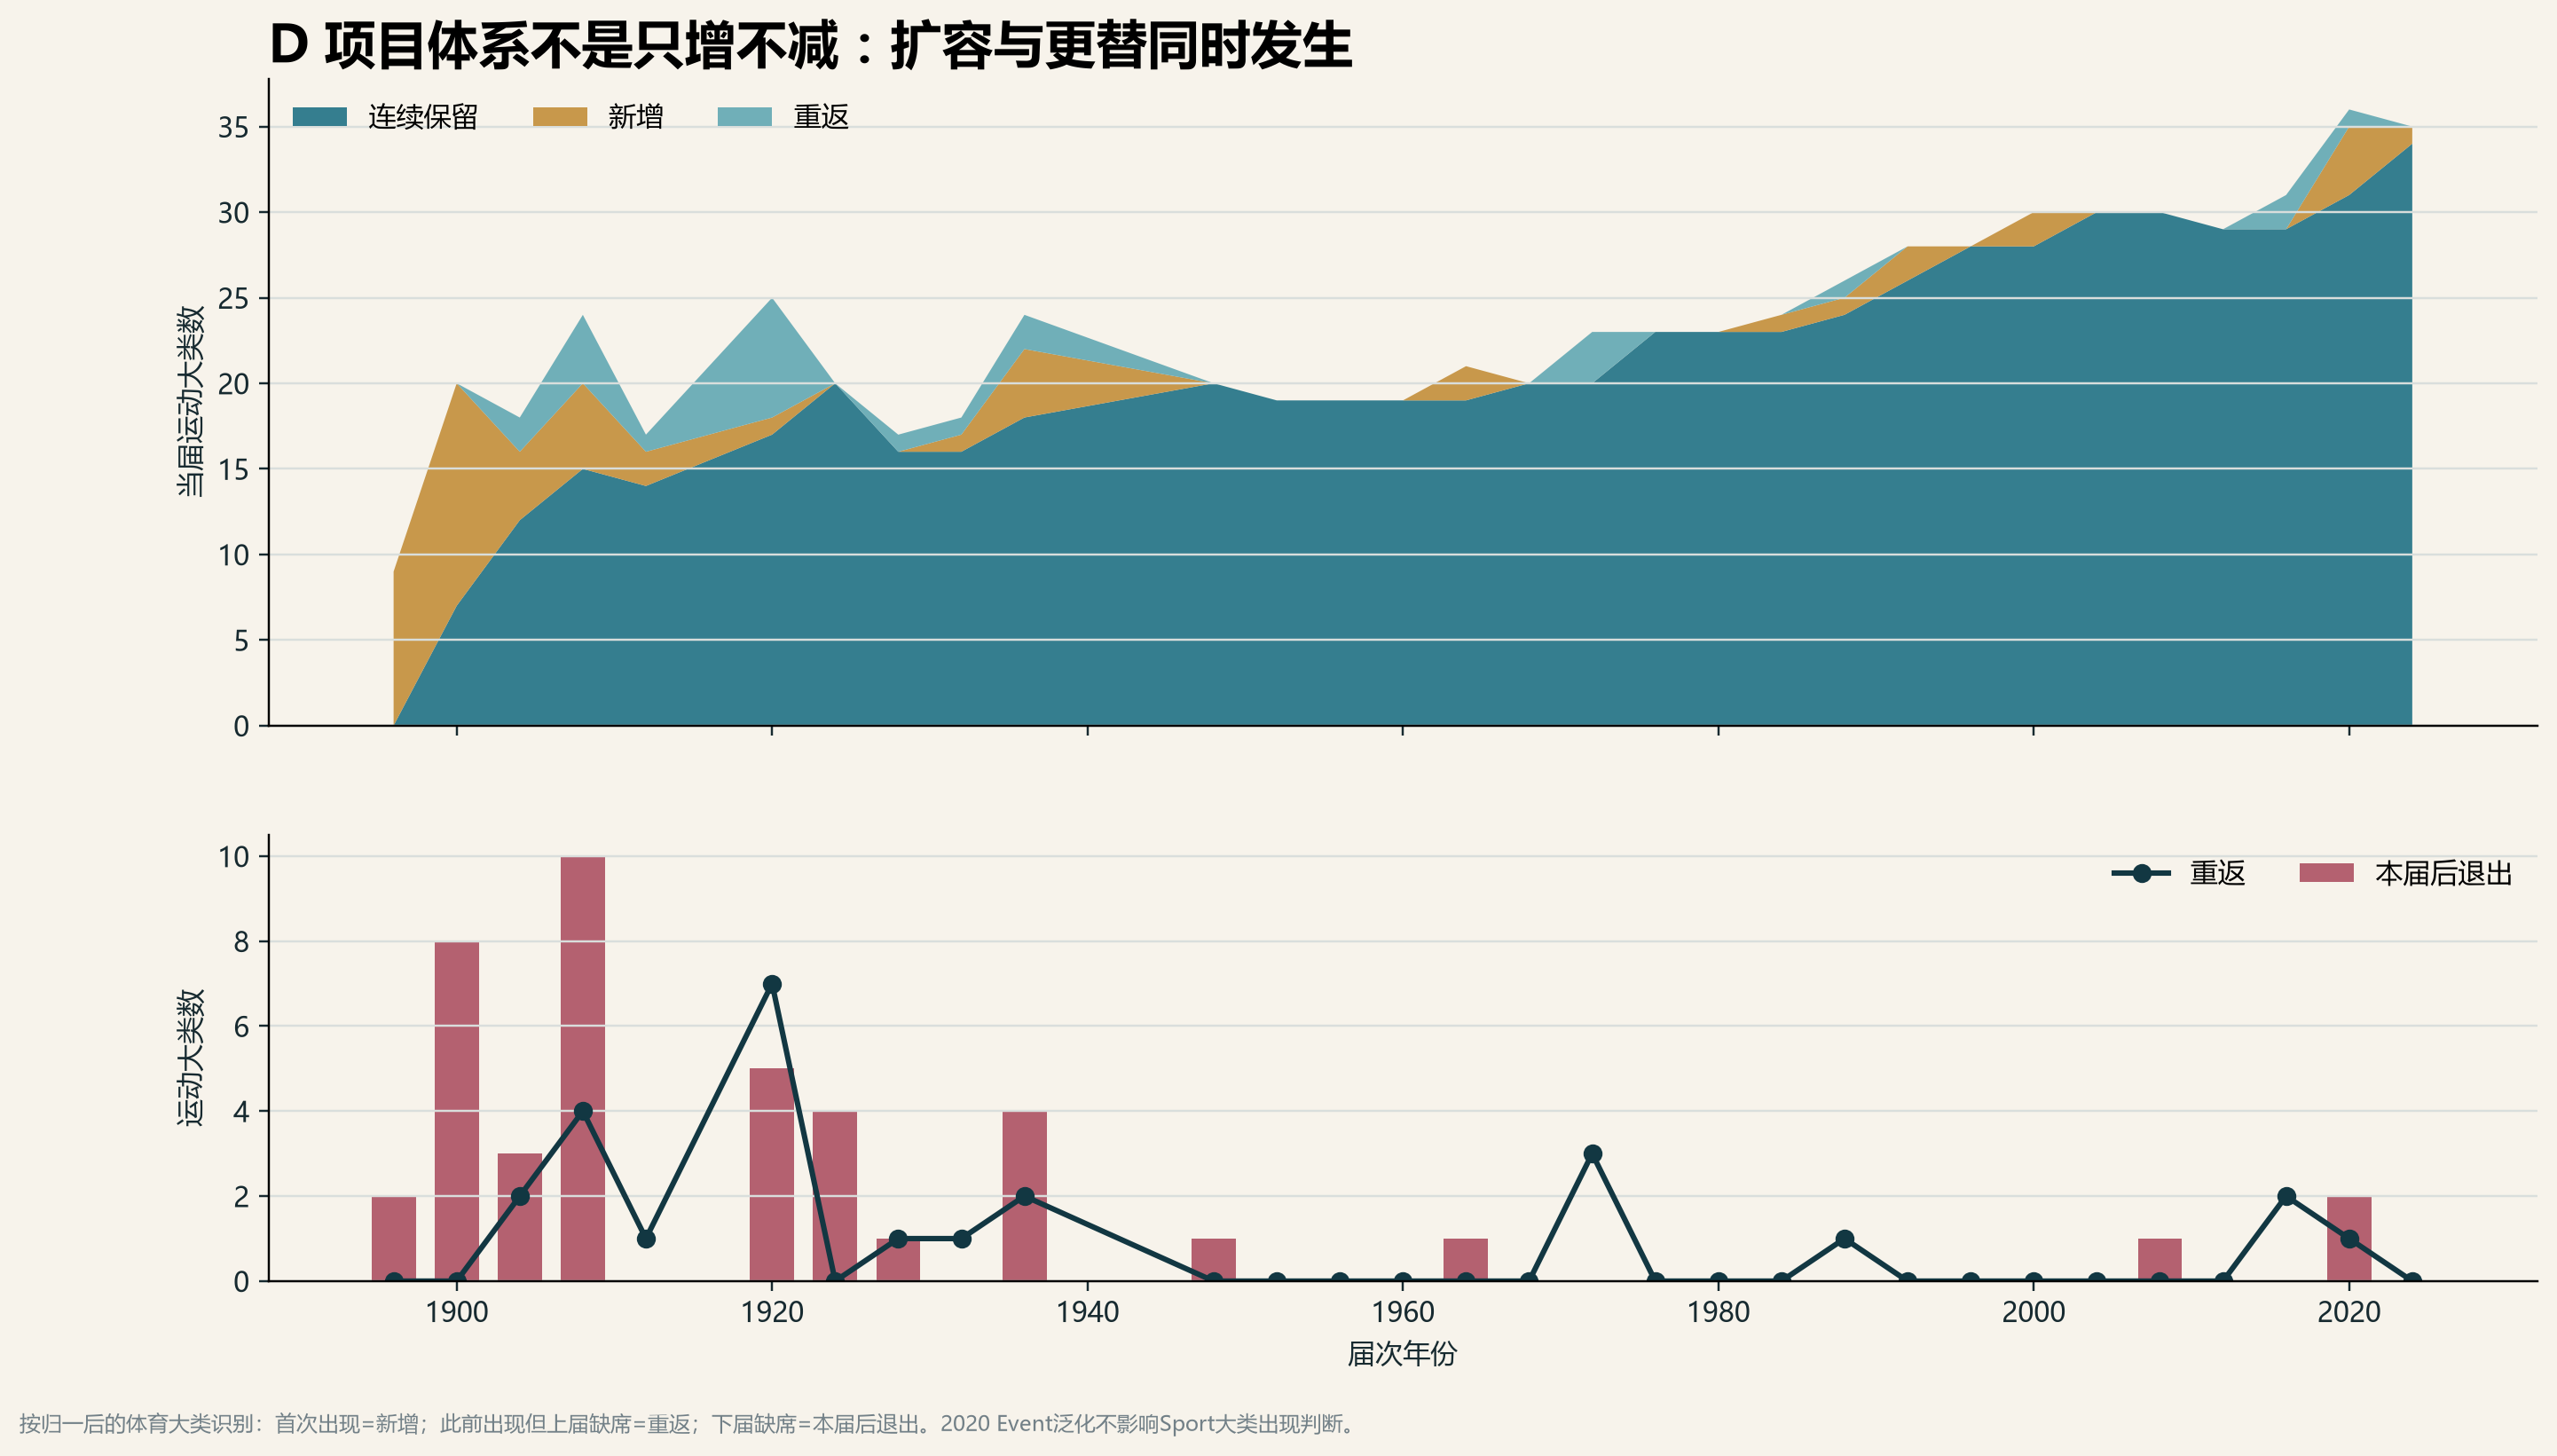 D 项目体系不是只增不减：扩容与更替同时发生
连续保留 新增 重返
当届运动大类数
35
30
25
20
15
10
5
0
重返 本届后退出
运动大类数
10
8
6
4
2
0
1900 1920 1940 1960 1980 2000 2020
届次年份
按归一后的体育大类识别：首次出现=新增；此前出现但上届缺席=重返；下届缺席=本届后退出。2020 Event泛化不影响Sport大类出现判断。